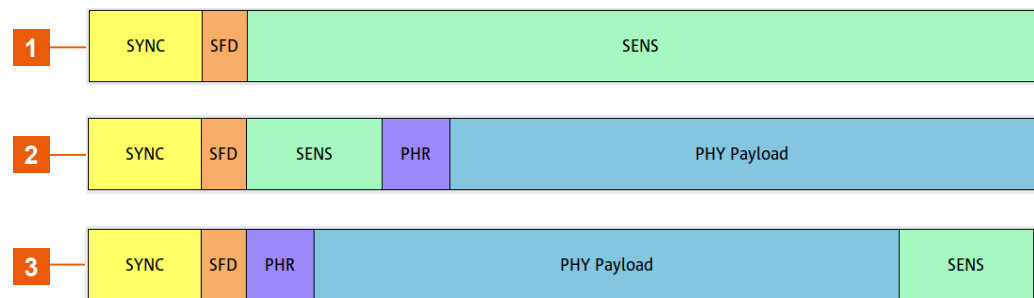 1 SYNC SFD SENS
2 SYNC SFD SENS PHR PHY Payload
3 SYNC SFD PHR PHY Payload SENS